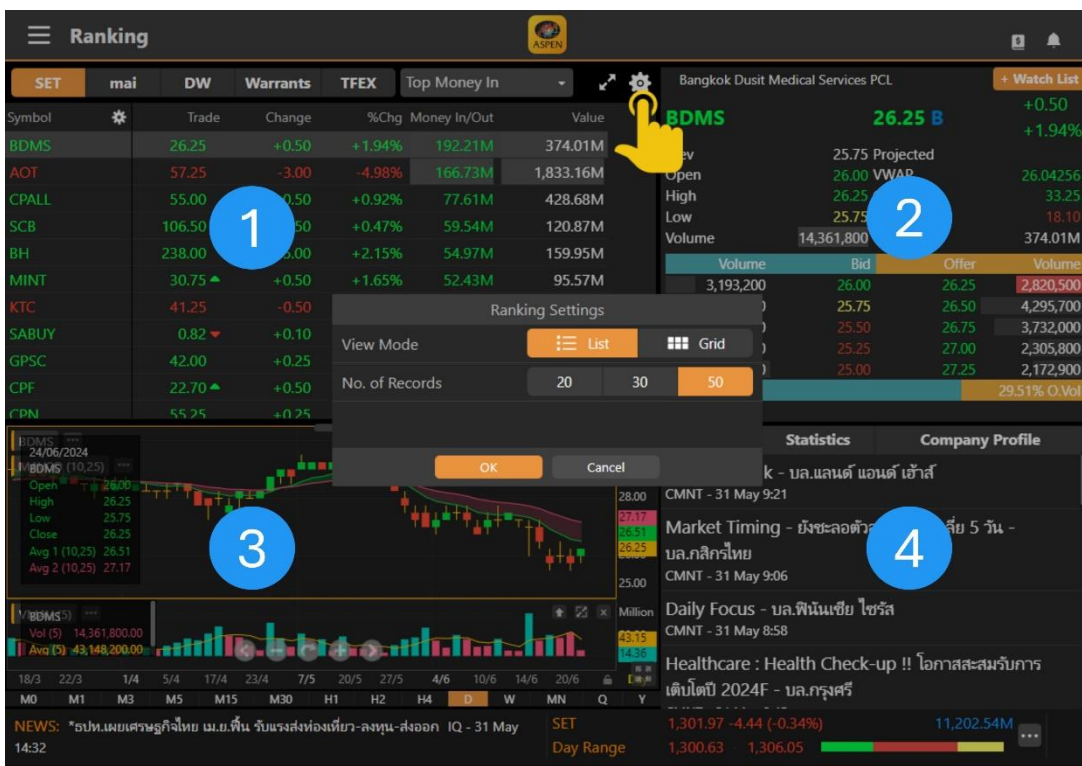 Ranking
ASPEN
SET mai DW Warrants TFEX Top Money In
Symbol Trade Change %Chg Money In/Out Value
BDMS 26.25 +0.50 +1.94% 192.21M 374.01M
AOT 57.25 -3.00 -4.98% 166.73M 1,833.16M
CPALL 55.00 0.50 +0.92% 77.61M 428.68M
SCB 106.50 50 +0.47% 59.54M 120.87M
BH 238.00 .00 +2.15% 54.97M 159.95M
MINT 30.75 +0.50 +1.65% 52.43M 95.57M
KTC 41.25 -0.50
SABUY 0.82 +0.10
GPSC 42.00 +0.25
CPF 22.70 +0.50
CPN 55.25 +0.25
1
Bangkok Dusit Medical Services PCL + Watch List
BDMS 26.25 B +0.50
+1.94%
25.75 Projected
Open 26.00 VWAP 26.04256
High 26.25 33.25
Low 25.75 18.10
Volume 14,361,800 374.01M
2
Volume Bid Offer Volume
3,193,200 26.00 26.25 2,820,500
25.75 26.50 4,295,700
25.50 26.75 3,732,000
25.25 27.00 2,305,800
25.00 27.25 2,172,900
29.51% O.Vol
Ranking Settings
View Mode List Grid
No. of Records 20 30 50
OK Cancel
BDMS
24/06/2024
BDMS (10,25)
Open 26.00
High 26.25
Low 25.75
Close 26.25
Avg 1 (10,25) 26.51
Avg 2 (10,25) 27.17
3
28.00
27.17
26.51
26.25
25.00
BDMS (5)
Vol (5) 14,361,800.00
Avg (5) 43,148,200.00
Million
43.15
14.36
18/3 22/3 1/4 5/4 17/4 23/4 7/5 20/5 27/5 4/6 10/6 14/6 20/6
M0 M1 M3 M5 M15 M30 H1 H2 H4 D W MN Q Y
Statistics Company Profile
k - บล.แลนด์ แอนด์ เฮ้าส์
CMNT - 31 May 9:21
Market Timing - ยังชะลอตัว ลี่ย 5 วัน -
บล.กสิกรไทย
CMNT - 31 May 9:06
4
Daily Focus - บล.ฟินันเซีย ไซรัส
CMNT - 31 May 8:58
Healthcare : Health Check-up !! โอกาสสะสมรับการ
เติบโตปี 2024F - บล.กรุงศรี
NEWS: *ธปท.เผยเศรษฐกิจไทย เม.ย.ฟื้น รับแรงส่งท่องเที่ยว-ลงทุน-ส่งออก IQ - 31 May
14:32
SET 1,301.97 -4.44 (-0.34%) 11,202.54M
Day Range 1,300.63 1,306.05